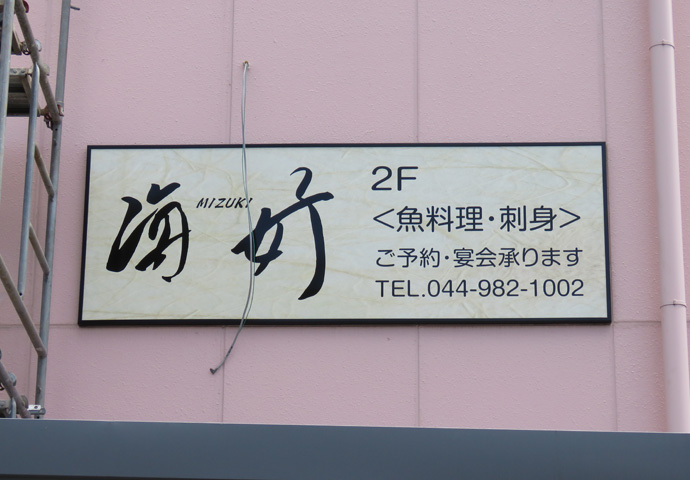 海好
MIZUKI
2F
<魚料理・刺身>
ご予約・宴会承ります
TEL.044-982-1002